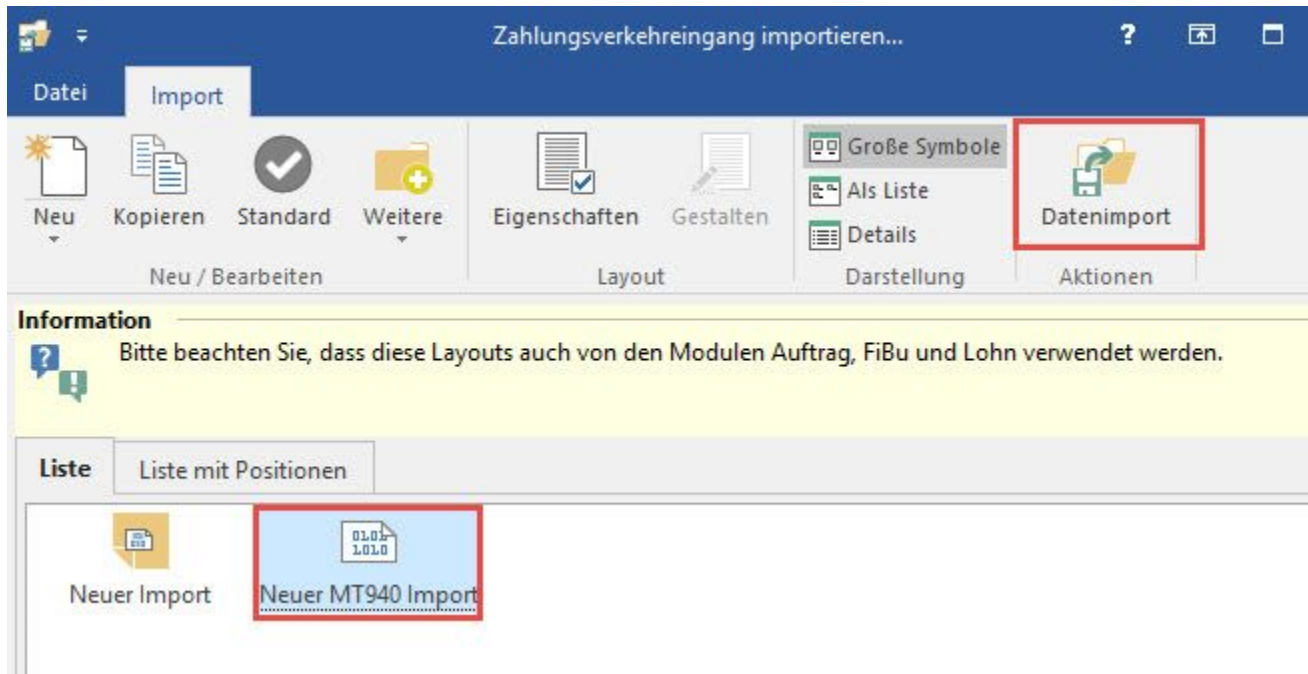 Zahlungsverkehreingang importieren...
?
Datei
Import
Neu
Kopieren
Standard
Weitere
Eigenschaften
Gestalten
Große Symbole
Als Liste
Details
Datenimport
Neu / Bearbeiten
Layout
Darstellung
Aktionen
Information
Bitte beachten Sie, dass diese Layouts auch von den Modulen Auftrag, FiBu und Lohn verwendet werden.
Liste
Liste mit Positionen
Neuer Import
0101
1010
Neuer MT940 Import